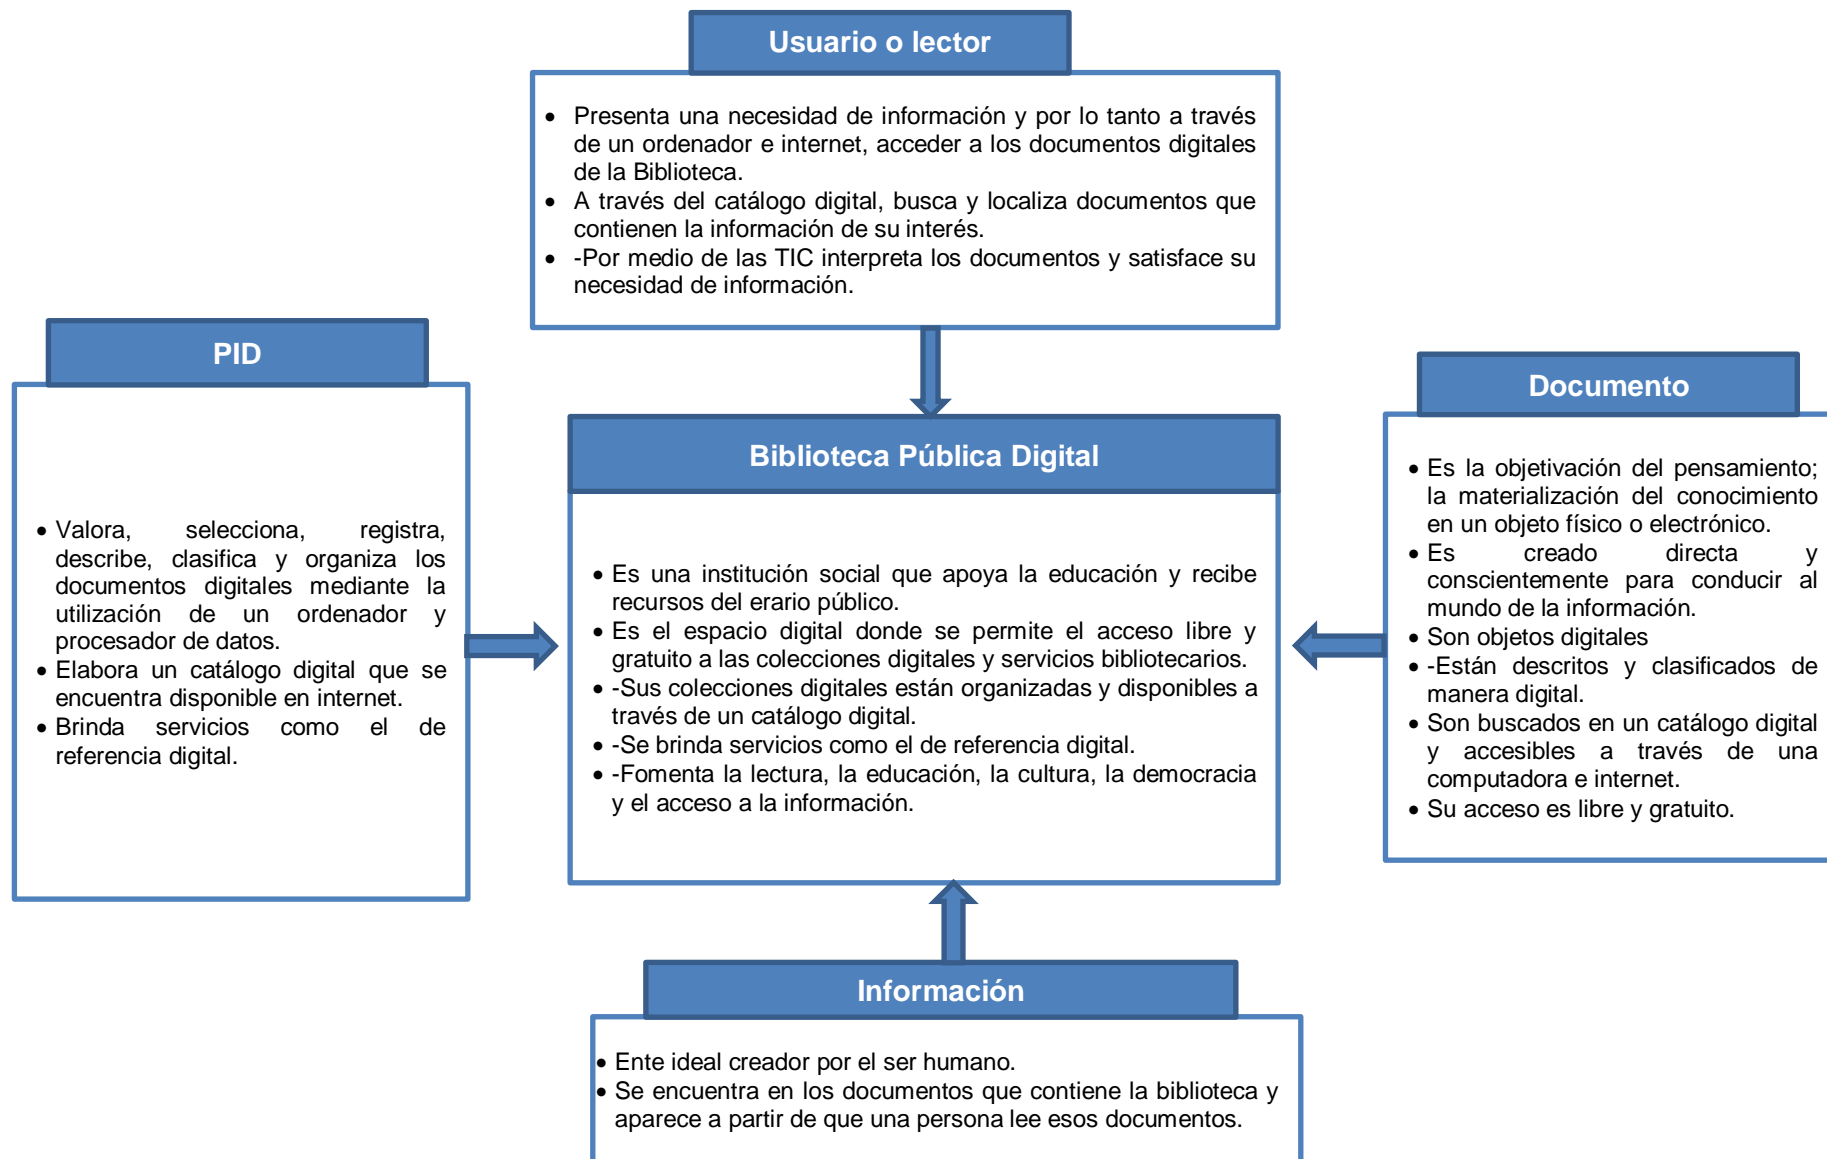 Usuario o lector
• Presenta una necesidad de información y por lo tanto a través
de un ordenador e internet, acceder a los documentos digitales
de la Biblioteca.
• A través del catálogo digital, busca y localiza documentos que
contienen la información de su interés.
• -Por medio de las TIC interpreta los documentos y satisface su
necesidad de información.
PID
• Valora, selecciona, registra,
describe, clasifica y organiza los
documentos digitales mediante la
utilización de un ordenador y
procesador de datos.
• Elabora un catálogo digital que se
encuentra disponible en internet.
• Brinda servicios como el de
referencia digital.
Biblioteca Pública Digital
• Es una institución social que apoya la educación y recibe
recursos del erario público.
• Es el espacio digital donde se permite el acceso libre y
gratuito a las colecciones digitales y servicios bibliotecarios.
• -Sus colecciones digitales están organizadas y disponibles a
través de un catálogo digital.
• -Se brinda servicios como el de referencia digital.
• -Fomenta la lectura, la educación, la cultura, la democracia
y el acceso a la información.
Documento
• Es la objetivación del pensamiento;
la materialización del conocimiento
en un objeto físico o electrónico.
• Es creado directa y
conscientemente para conducir al
mundo de la información.
• Son objetos digitales
• -Están descritos y clasificados de
manera digital.
• Son buscados en un catálogo digital
y accesibles a través de una
computadora e internet.
• Su acceso es libre y gratuito.
Información
• Ente ideal creador por el ser humano.
• Se encuentra en los documentos que contiene la biblioteca y
aparece a partir de que una persona lee esos documentos.